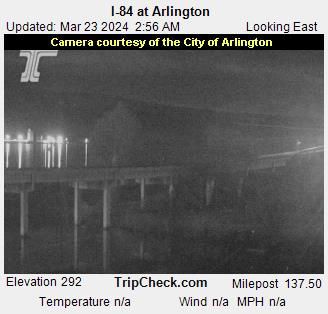 I-84 at Arlington
Updated: Mar 23 2024 2:56 AM Looking East
Camera courtesy of the City of Arlington
Elevation 292 TripCheck.com Milepost 137.50
Temperature n/a Wind n/a MPH n/a